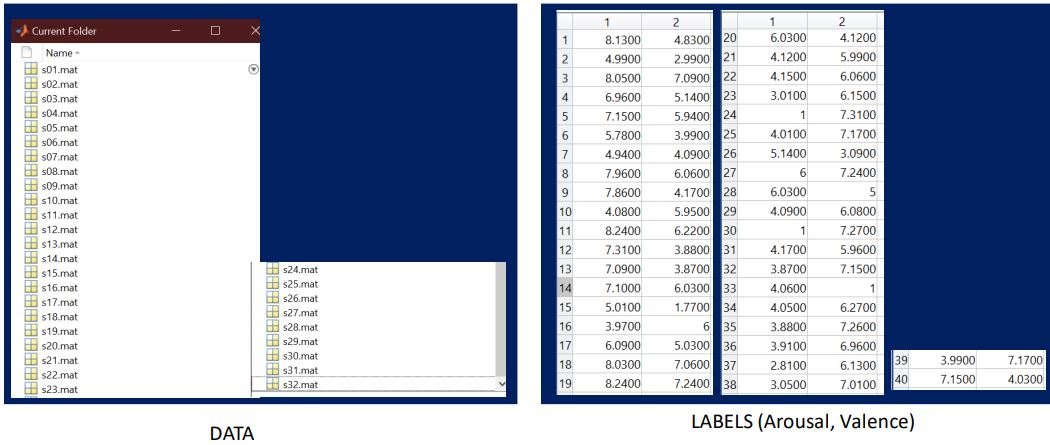 Current Folder
Name
s01.mat
s02.mat
s03.mat
s04.mat
s05.mat
s06.mat
s07.mat
s08.mat
s09.mat
s10.mat
s11.mat
s12.mat
s13.mat
s14.mat
s15.mat
s16.mat
s17.mat
s18.mat
s19.mat
s20.mat
s21.mat
s22.mat
s23.mat
s24.mat
s25.mat
s26.mat
s27.mat
s28.mat
s29.mat
s30.mat
s31.mat
s32.mat
DATA
1 2
1 8.1300 4.8300
2 4.9900 2.9900
3 8.0500 7.0900
4 6.9600 5.1400
5 7.1500 5.9400
6 5.7800 3.9900
7 4.9400 4.0900
8 7.9600 6.0600
9 7.8600 4.1700
10 4.0800 5.9500
11 8.2400 6.2200
12 7.3100 3.8800
13 7.0900 3.8700
14 7.1000 6.0300
15 5.0100 1.7700
16 3.9700 6
17 6.0900 5.0300
18 8.0300 7.0600
19 8.2400 7.2400
1 2
20 6.0300 4.1200
21 4.1200 5.9900
22 4.1500 6.0600
23 3.0100 6.1500
24 1 7.3100
25 4.0100 7.1700
26 5.1400 3.0900
27 6 7.2400
28 6.0300 5
29 4.0900 6.0800
30 1 7.2700
31 4.1700 5.9600
32 3.8700 7.1500
33 4.0600 1
34 4.0500 6.2700
35 3.8800 7.2600
36 3.9100 6.9600
37 2.8100 6.1300
38 3.0500 7.0100
39 3.9900 7.1700
40 7.1500 4.0300
LABELS (Arousal, Valence)